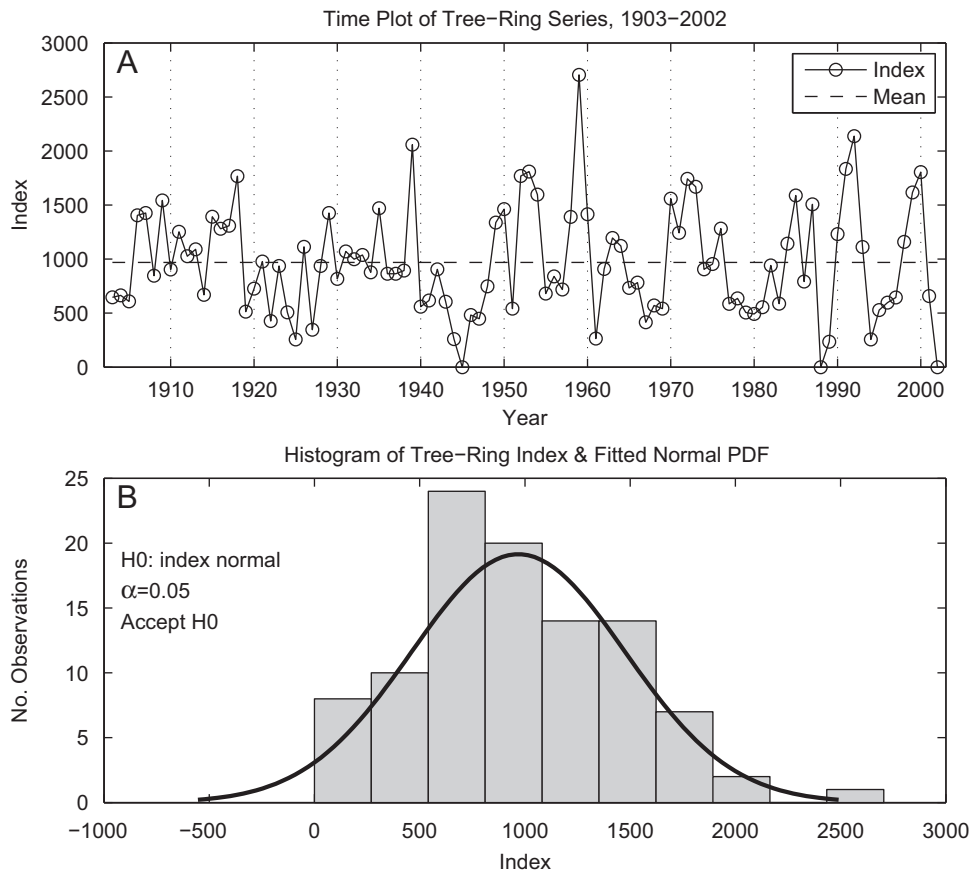 Time Plot of Tree−Ring Series, 1903−2002
A
Index
Mean
3000
2500
2000
1500
1000
500
0
Index
1910 1920 1930 1940 1950 1960 1970 1980 1990 2000
Year
Histogram of Tree−Ring Index & Fitted Normal PDF
B
H0: index normal
α=0.05
Accept H0
25
20
15
10
5
0
No. Observations
−1000 −500 0 500 1000 1500 2000 2500 3000
Index